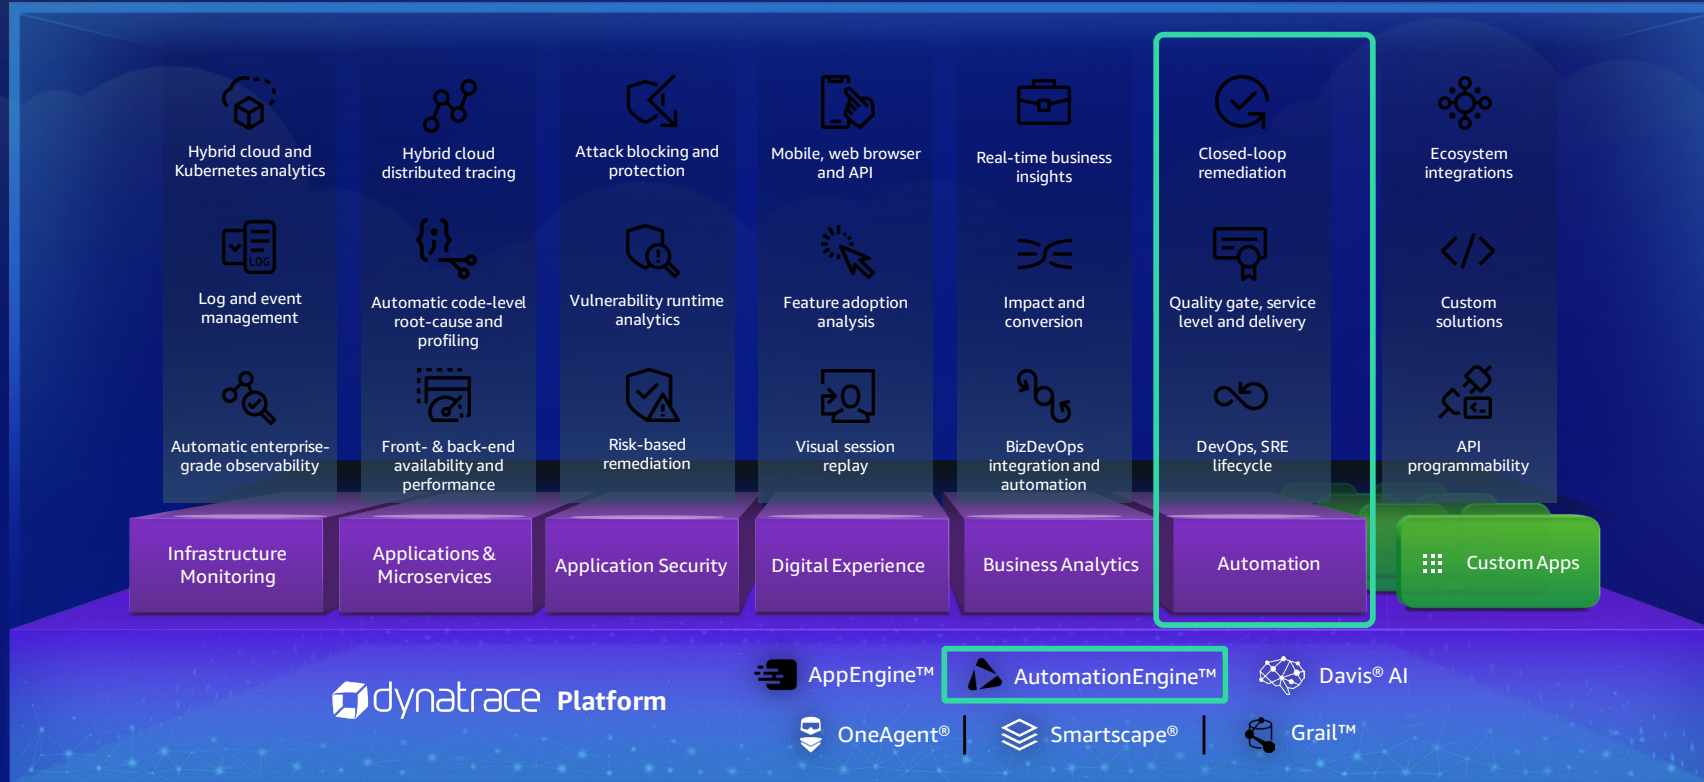 Hybrid cloud and
Kubernetes analytics
LOG
Log and event
management
Automatic enterprise-
grade observability
Infrastructure
Monitoring
Hybrid cloud
distributed tracing
Automatic code-level
root-cause and
profiling
Front- & back-end
availability and
performance
Applications &
Microservices
Attack blocking and
protection
Vulnerability runtime
analytics
Risk-based
remediation
Application Security
Mobile, web browser
and API
Feature adoption
analysis
Visual session
replay
Digital Experience
Real-time business
insights
Impact and
conversion
BizDevOps
integration and
automation
Business Analytics
Closed-loop
remediation
Quality gate, service
level and delivery
DevOps, SRE
lifecycle
Automation
Ecosystem
integrations
Custom
solutions
API
programmability
Custom Apps
dynatrace Platform
AppEngine™
AutomationEngine™
Davis® AI
OneAgent®
Smartscape®
Grail™